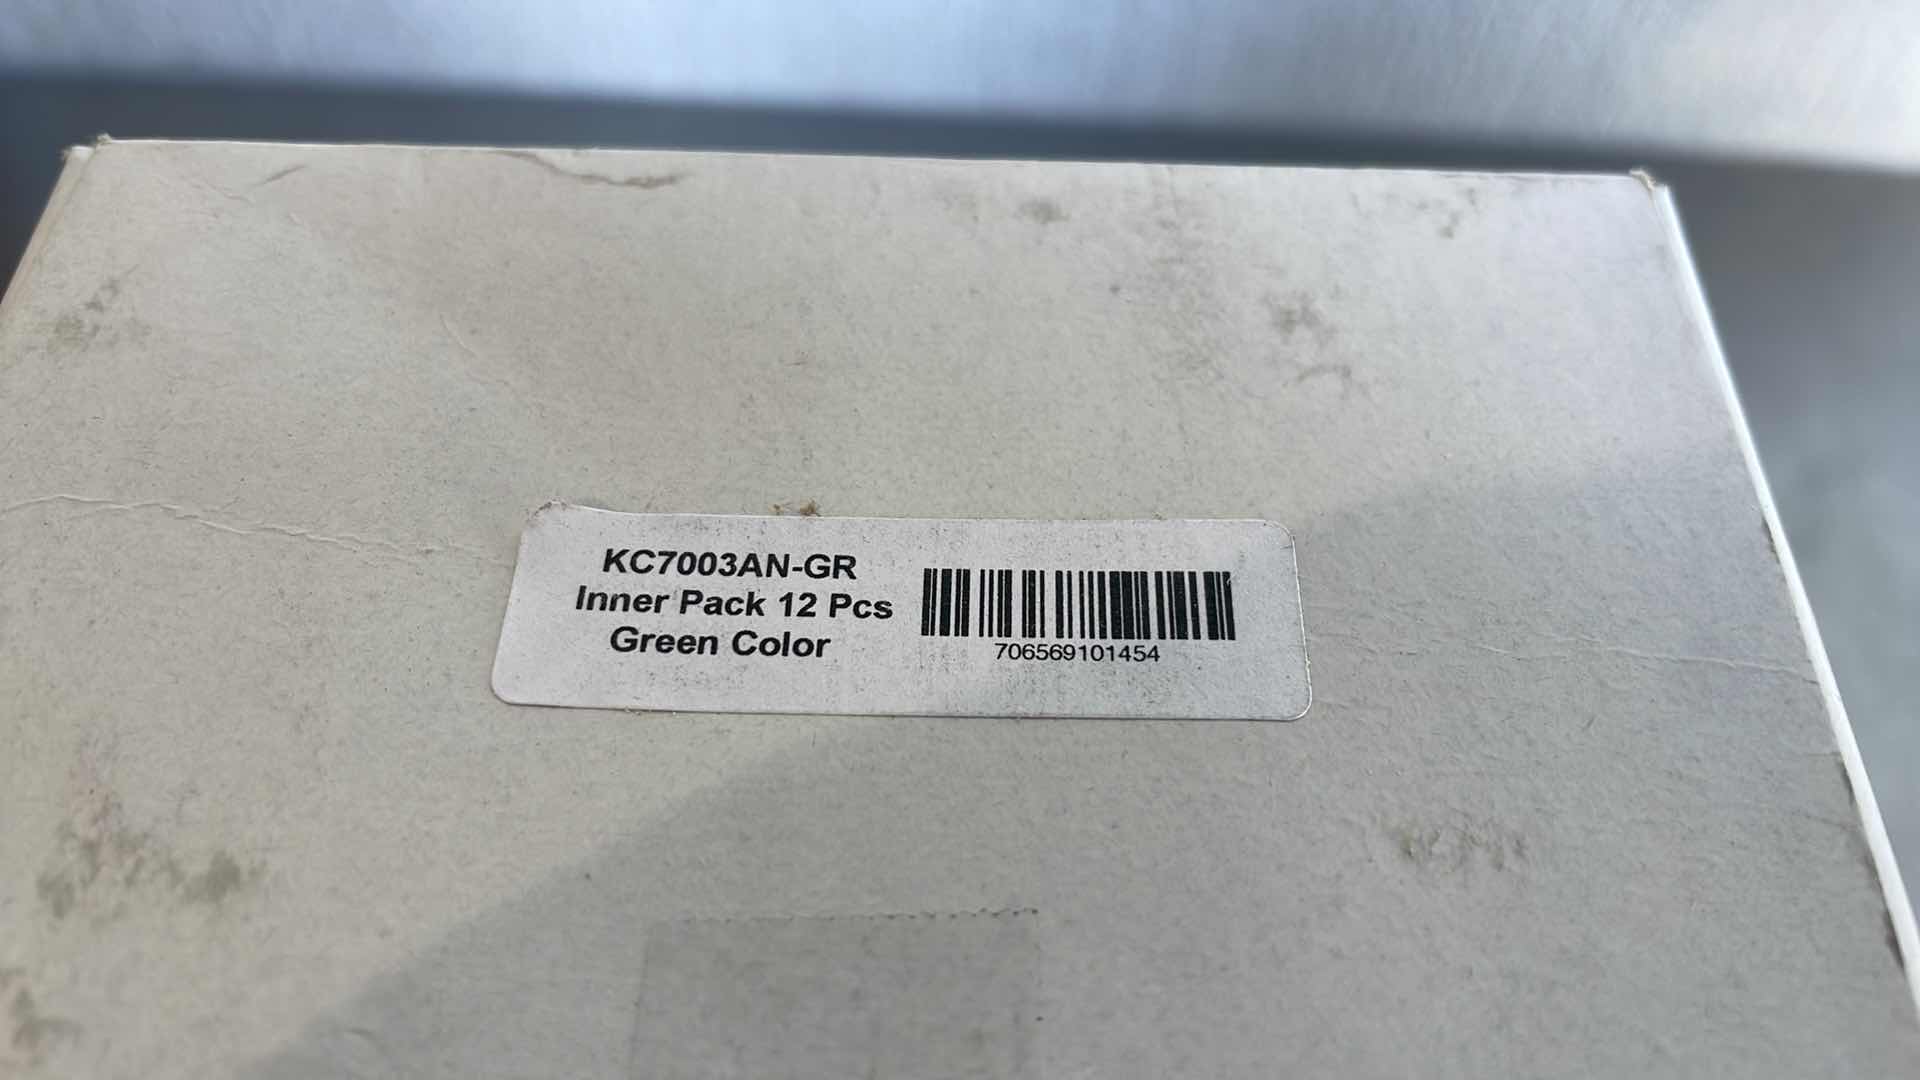 KC7003AN-GR
Inner Pack 12 Pcs
Green Color
706569101454